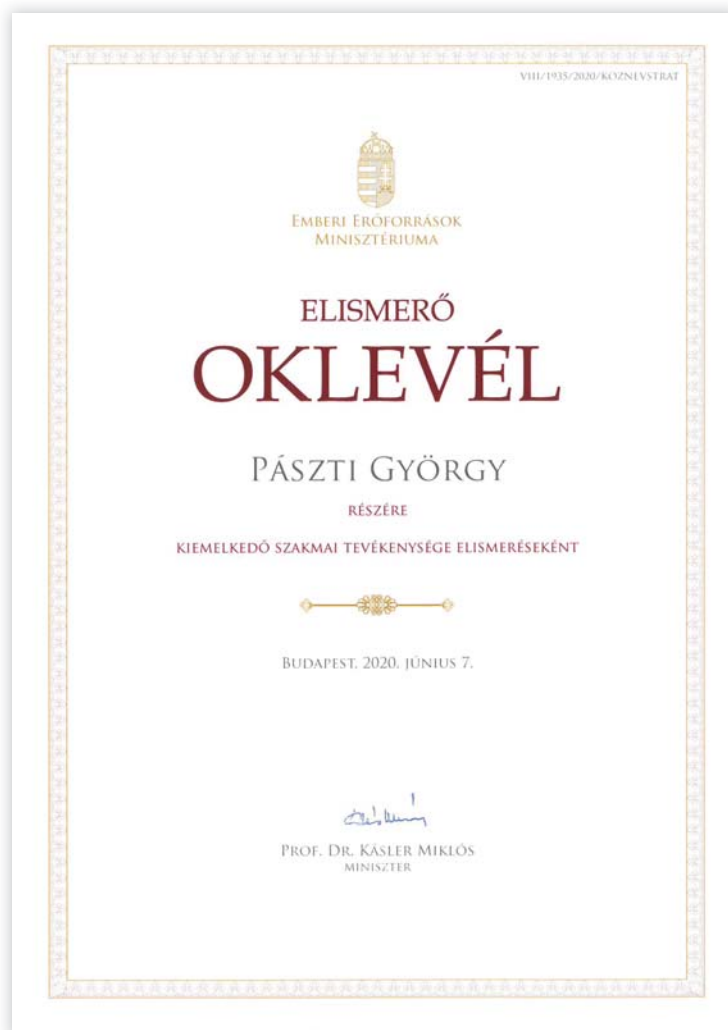 VIII/1935/2020/KOZNEVSTRAT
EMBERI ERŐFORRÁSOK
MINISZTÉRIUMA
ELISMERŐ
OKLEVÉL
PÁSZTI GYÖRGY
RÉSZÉRE
KIEMELKEDŐ SZAKMAI TEVÉKENYSÉGE ELISMERÉSEKÉNT
BUDAPEST, 2020. JÚNIUS 7.
PROF. DR. KÁSLER MIKLÓS
MINISZTER